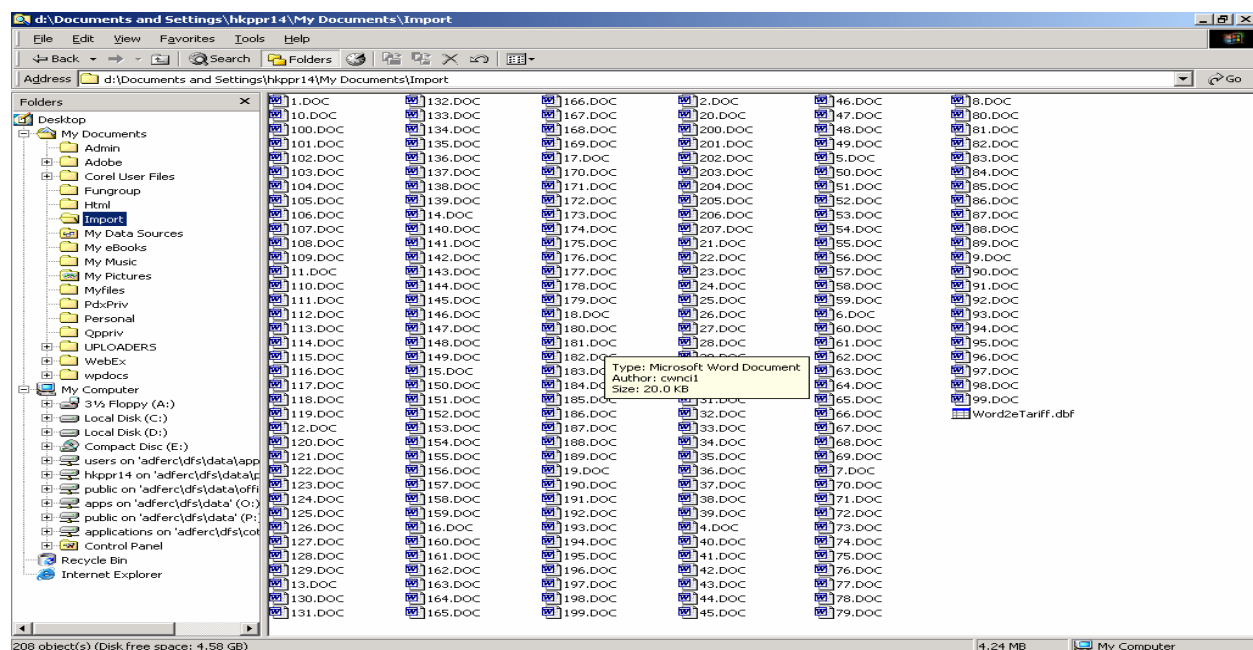 d:\Documents and Settings\hkppr14\My Documents\Import
File Edit View Favorites Tools Help
Back Search Folders
Address d:\Documents and Settings\hkppr14\My Documents\Import Go
Folders
Desktop
My Documents
Admin
Adobe
Corel User Files
Fungroup
Html
Import
My Data Sources
My eBooks
My Music
My Pictures
Myfiles
PdxPriv
Personal
Qppriv
UPLOADERS
WebEx
wpdocs
My Computer
3½ Floppy (A:)
Local Disk (C:)
Local Disk (D:)
Compact Disc (E:)
users on 'adferc\dfs\data\app
hkppr14 on 'adferc\dfs\data\p
public on 'adferc\dfs\data\offi
apps on 'adferc\dfs\data' (O:)
public on 'adferc\dfs\data' (P:
applications on 'adferc\dfs\cot
Control Panel
Recycle Bin
Internet Explorer
1.DOC
10.DOC
100.DOC
101.DOC
102.DOC
103.DOC
104.DOC
105.DOC
106.DOC
107.DOC
108.DOC
109.DOC
11.DOC
110.DOC
111.DOC
112.DOC
113.DOC
114.DOC
115.DOC
116.DOC
117.DOC
118.DOC
119.DOC
12.DOC
120.DOC
121.DOC
122.DOC
123.DOC
124.DOC
125.DOC
126.DOC
127.DOC
128.DOC
129.DOC
13.DOC
130.DOC
131.DOC
132.DOC
133.DOC
134.DOC
135.DOC
136.DOC
137.DOC
138.DOC
139.DOC
14.DOC
140.DOC
141.DOC
142.DOC
143.DOC
144.DOC
145.DOC
146.DOC
147.DOC
148.DOC
149.DOC
15.DOC
150.DOC
151.DOC
152.DOC
153.DOC
154.DOC
155.DOC
156.DOC
157.DOC
158.DOC
159.DOC
16.DOC
160.DOC
161.DOC
162.DOC
163.DOC
164.DOC
165.DOC
166.DOC
167.DOC
168.DOC
169.DOC
17.DOC
170.DOC
171.DOC
172.DOC
173.DOC
174.DOC
175.DOC
176.DOC
177.DOC
178.DOC
179.DOC
18.DOC
180.DOC
181.DOC
182.DOC
183.D
184.D
185.DOC
186.DOC
187.DOC
188.DOC
189.DOC
19.DOC
190.DOC
191.DOC
192.DOC
193.DOC
194.DOC
195.DOC
196.DOC
197.DOC
198.DOC
199.DOC
Type: Microsoft Word Document
Author: cwnci1
Size: 20.0 KB
2.DOC
20.DOC
200.DOC
201.DOC
202.DOC
203.DOC
204.DOC
205.DOC
206.DOC
207.DOC
21.DOC
22.DOC
23.DOC
24.DOC
25.DOC
26.DOC
27.DOC
28.DOC
31.DOC
32.DOC
33.DOC
34.DOC
35.DOC
36.DOC
37.DOC
38.DOC
39.DOC
4.DOC
40.DOC
41.DOC
42.DOC
43.DOC
44.DOC
45.DOC
46.DOC
47.DOC
48.DOC
49.DOC
5.DOC
50.DOC
51.DOC
52.DOC
53.DOC
54.DOC
55.DOC
56.DOC
57.DOC
58.DOC
59.DOC
6.DOC
60.DOC
61.DOC
62.DOC
63.DOC
64.DOC
65.DOC
66.DOC
67.DOC
68.DOC
69.DOC
7.DOC
70.DOC
71.DOC
72.DOC
73.DOC
74.DOC
75.DOC
76.DOC
77.DOC
78.DOC
79.DOC
8.DOC
80.DOC
81.DOC
82.DOC
83.DOC
84.DOC
85.DOC
86.DOC
87.DOC
88.DOC
89.DOC
9.DOC
90.DOC
91.DOC
92.DOC
93.DOC
94.DOC
95.DOC
96.DOC
97.DOC
98.DOC
99.DOC
Word2eTariff.dbf
208 object(s) (Disk free space: 4.58 GB) 4.24 MB My Computer